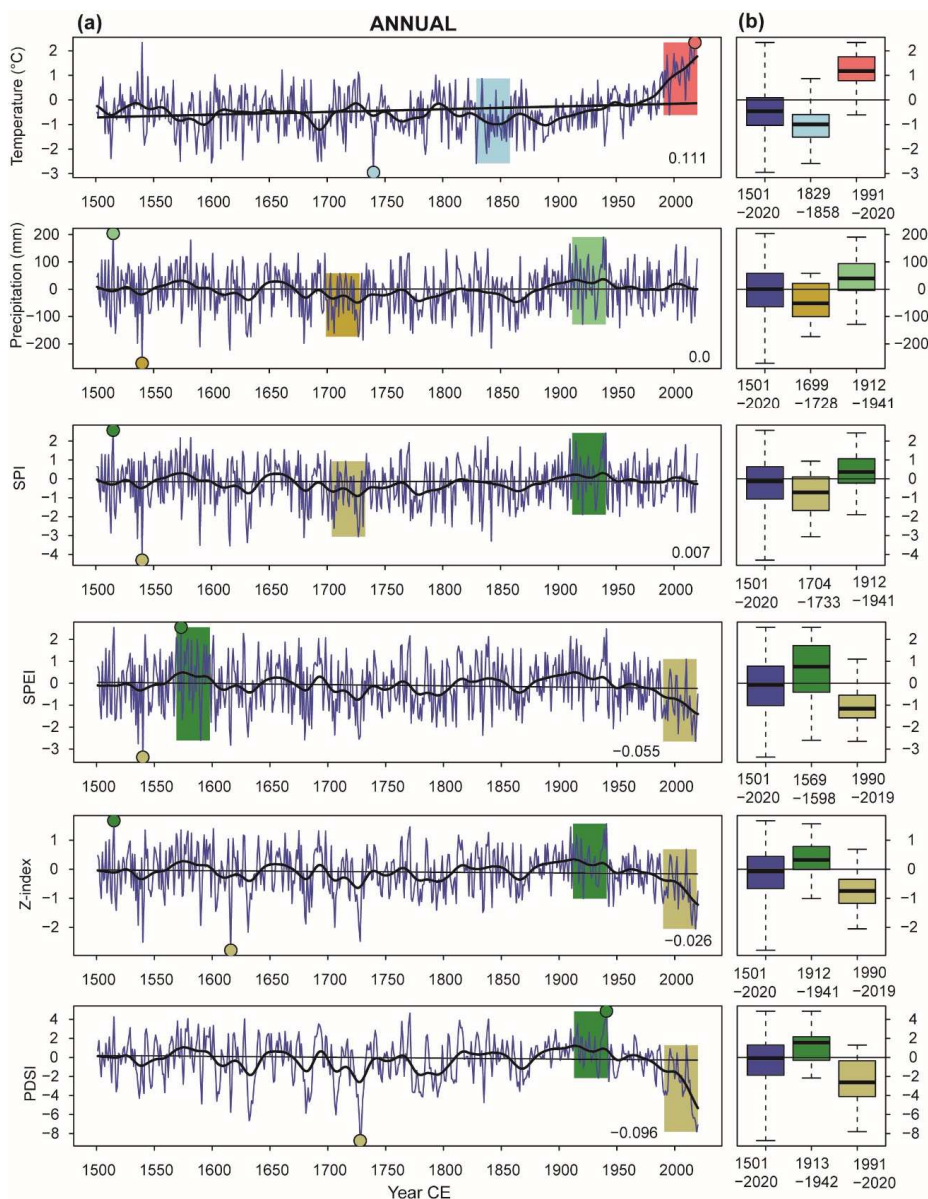 (a) ANNUAL (b)
Temperature (°C)
2
1
0
−1
−2
−3
0.111
2
1
0
−1
−2
−3
1500 1550 1600 1650 1700 1750 1800 1850 1900 1950 2000
1501 1829 1991
−2020 −1858 −2020
Precipitation (mm)
200
100
0
−100
−200
0.0
200
100
0
−100
−200
1500 1550 1600 1650 1700 1750 1800 1850 1900 1950 2000
1501 1699 1912
−2020 −1728 −1941
SPI
2
1
0
−1
−2
−3
−4
0.007
2
1
0
−1
−2
−3
−4
1500 1550 1600 1650 1700 1750 1800 1850 1900 1950 2000
1501 1704 1912
−2020 −1733 −1941
SPEI
2
1
0
−1
−2
−3
−0.055
2
1
0
−1
−2
−3
1500 1550 1600 1650 1700 1750 1800 1850 1900 1950 2000
1501 1569 1990
−2020 −1598 −2019
Z-index
1
0
−1
−2
−0.026
1
0
−1
−2
1500 1550 1600 1650 1700 1750 1800 1850 1900 1950 2000
1501 1912 1990
−2020 −1941 −2019
PDSI
4
2
0
−2
−4
−6
−8
−0.096
4
2
0
−2
−4
−6
−8
1500 1550 1600 1650 1700 1750 1800 1850 1900 1950 2000
1501 1913 1991
−2020 −1942 −2020
Year CE